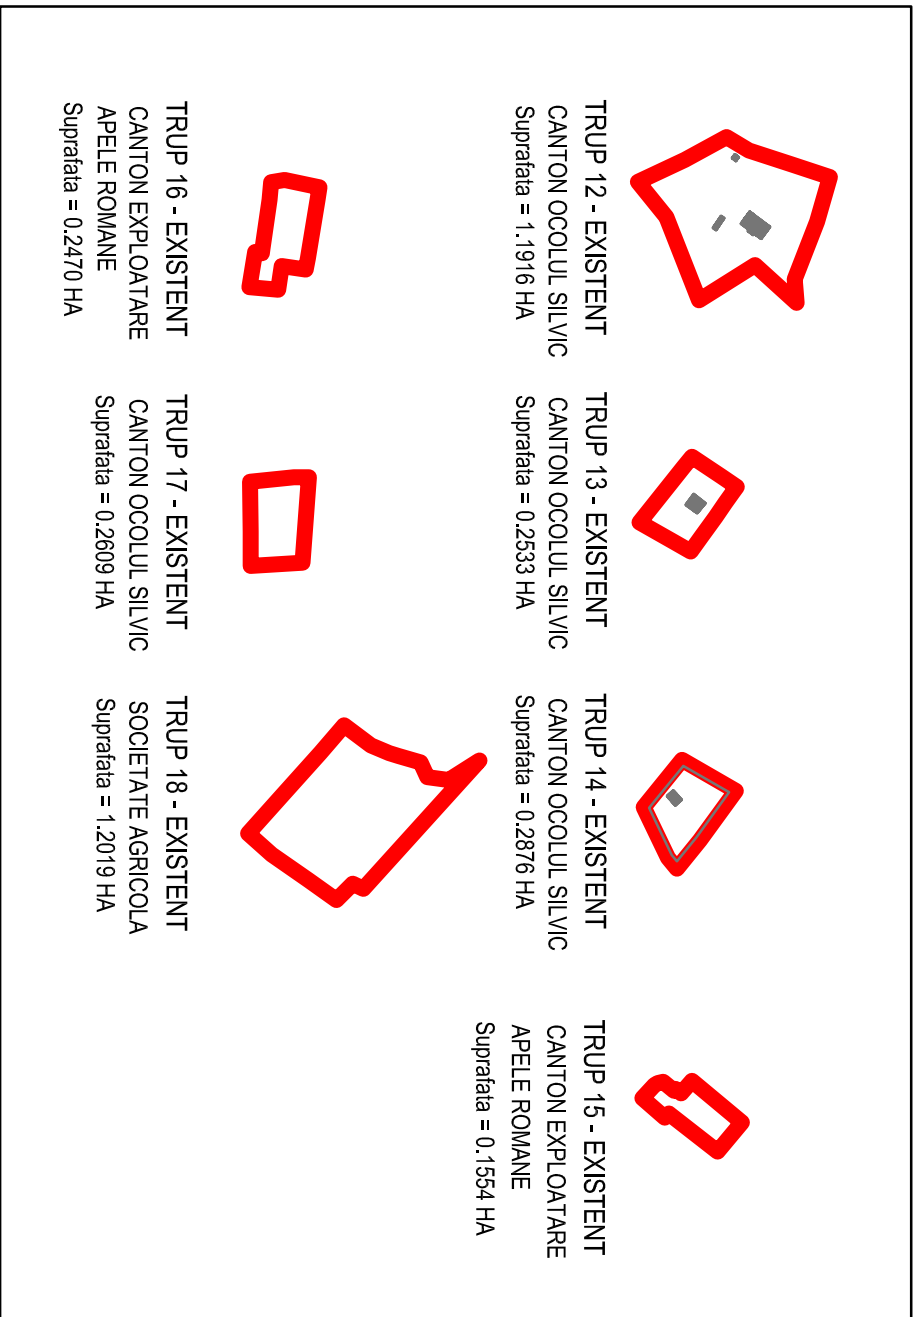 TRUP 12 - EXISTENT
CANTON OCOLUL SILVIC
Suprafata = 1.1916 HA
TRUP 13 - EXISTENT
CANTON OCOLUL SILVIC
Suprafata = 0.2533 HA
TRUP 14 - EXISTENT
CANTON OCOLUL SILVIC
Suprafata = 0.2876 HA
TRUP 15 - EXISTENT
CANTON EXPLOATARE
APELE ROMANE
Suprafata = 0.1554 HA
TRUP 16 - EXISTENT
CANTON EXPLOATARE
APELE ROMANE
Suprafata = 0.2470 HA
TRUP 17 - EXISTENT
CANTON OCOLUL SILVIC
Suprafata = 0.2609 HA
TRUP 18 - EXISTENT
SOCIETATE AGRICOLA
Suprafata = 1.2019 HA